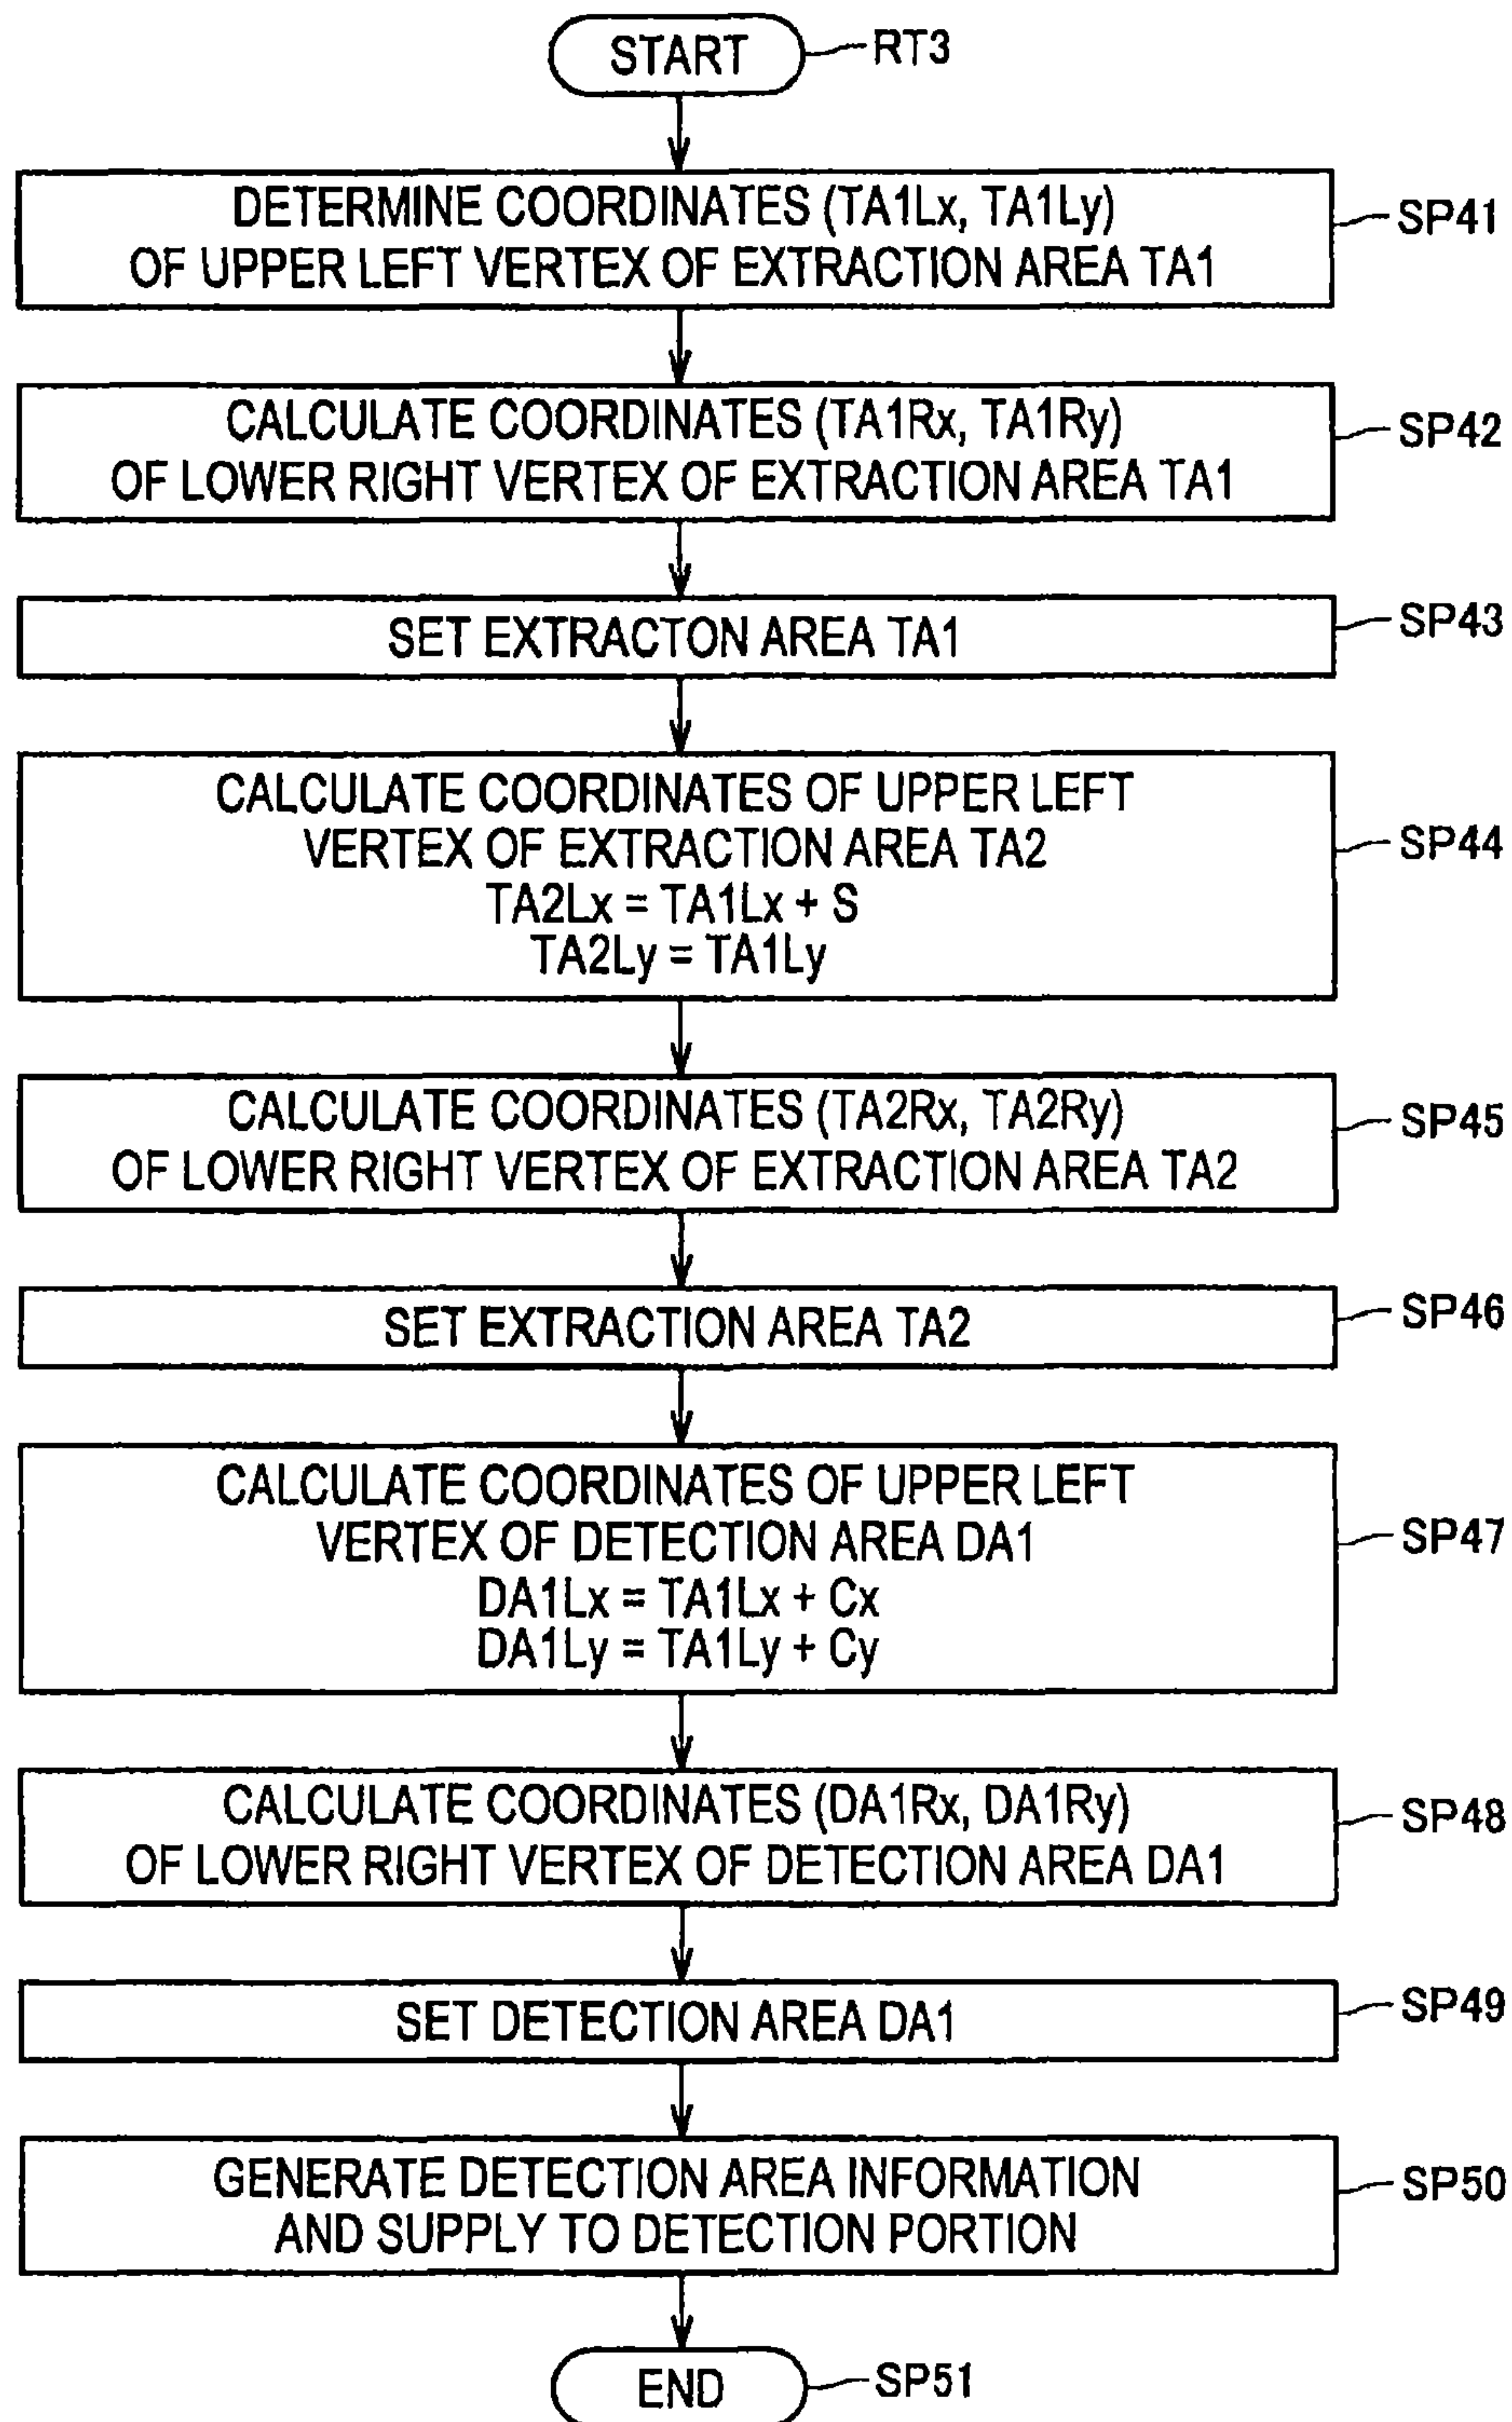 START
RT3
DETERMINE COORDINATES (TA1Lx, TA1Ly)
OF UPPER LEFT VERTEX OF EXTRACTION AREA TA1
SP41
CALCULATE COORDINATES (TA1Rx, TA1Ry)
OF LOWER RIGHT VERTEX OF EXTRACTION AREA TA1
SP42
SET EXTRACTON AREA TA1
SP43
CALCULATE COORDINATES OF UPPER LEFT
VERTEX OF EXTRACTION AREA TA2
TA2Lx = TA1Lx + S
TA2Ly = TA1Ly
SP44
CALCULATE COORDINATES (TA2Rx, TA2Ry)
OF LOWER RIGHT VERTEX OF EXTRACTION AREA TA2
SP45
SET EXTRACTION AREA TA2
SP46
CALCULATE COORDINATES OF UPPER LEFT
VERTEX OF DETECTION AREA DA1
DA1Lx = TA1Lx + Cx
DA1Ly = TA1Ly + Cy
SP47
CALCULATE COORDINATES (DA1Rx, DA1Ry)
OF LOWER RIGHT VERTEX OF DETECTION AREA DA1
SP48
SET DETECTION AREA DA1
SP49
GENERATE DETECTION AREA INFORMATION
AND SUPPLY TO DETECTION PORTION
SP50
END
SP51